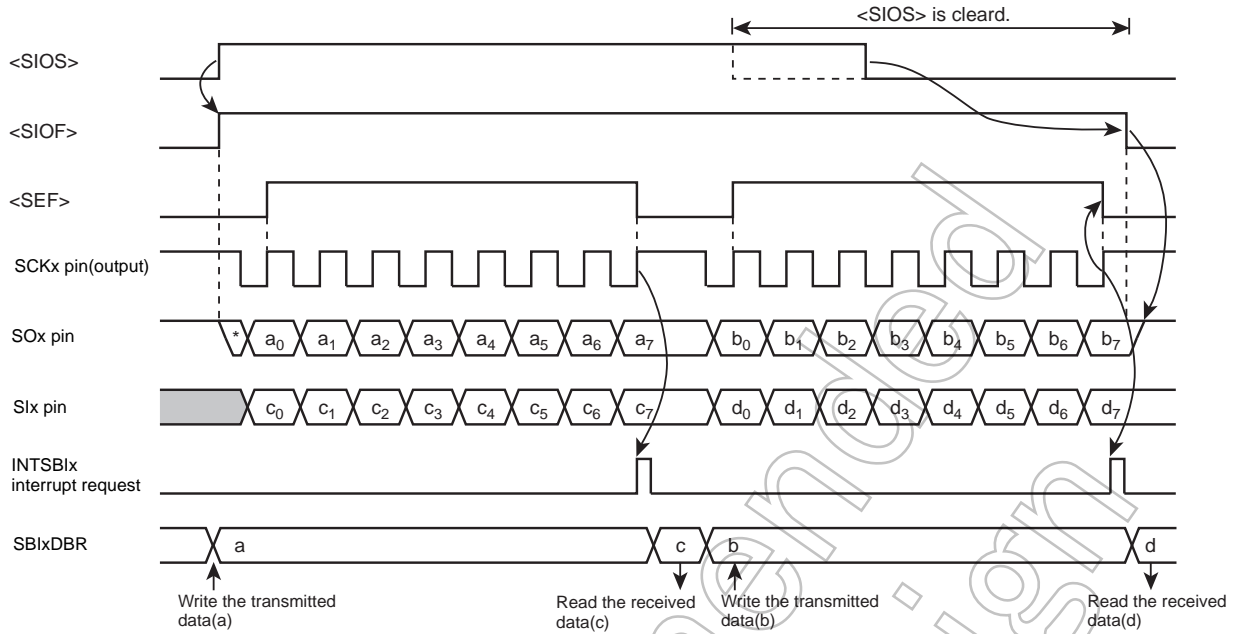 <SIOS> is cleard.
<SIOS>
<SIOF>
<SEF>
SCKx pin(output)
SOx pin
* a0 a1 a2 a3 a4 a5 a6 a7 b0 b1 b2 b3 b4 b5 b6 b7
SIx pin
c0 c1 c2 c3 c4 c5 c6 c7 d0 d1 d2 d3 d4 d5 d6 d7
INTSBIx
interrupt request
SBIxDBR
a c b d
Write the transmitted
data(a)
Read the received
data(c)
Write the transmitted
data(b)
Read the received
data(d)
mended
sign